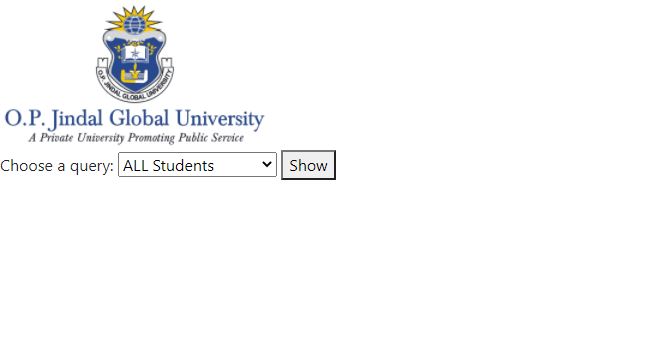 O.P. JINDAL GLOBAL UNIVERSITY
O.P. Jindal Global University
A Private University Promoting Public Service
Choose a query: ALL Students Show